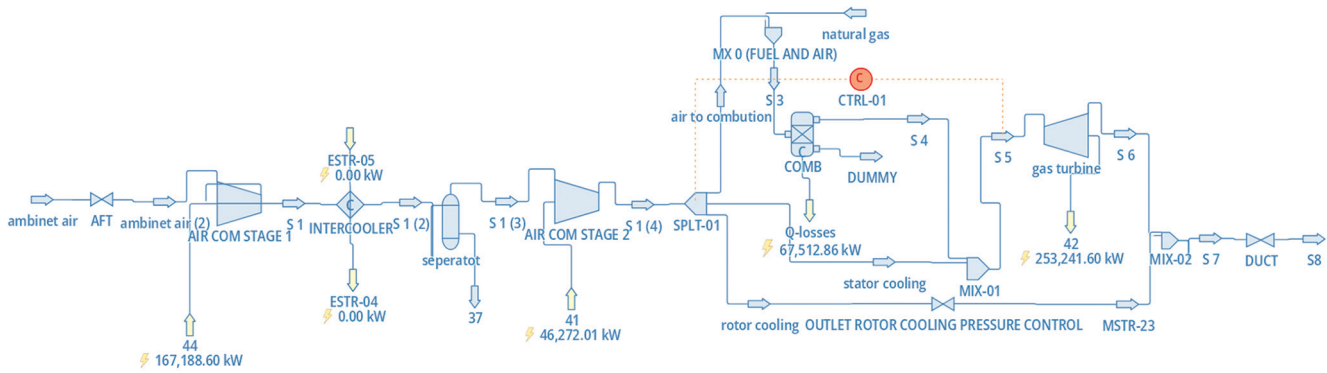 natural gas
MX 0 (FUEL AND AIR)
C
S 3
CTRL-01
air to combution
ESTR-05
0.00 kW
C
COMB
S 4
DUMMY
S 5
gas turbine
S 6
ambinet air
AFT
ambinet air (2)
AIR COM STAGE 1
S 1
C
INTERCOOLER
S 1 (2)
seperatot
S 1 (3)
AIR COM STAGE 2
S 1 (4)
SPLT-01
Q-losses
67,512.86 kW
42
253,241.60 kW
MIX-02
S 7
DUCT
S8
stator cooling
MIX-01
ESTR-04
0.00 kW
37
41
46,272.01 kW
rotor cooling
OUTLET ROTOR COOLING PRESSURE CONTROL
MSTR-23
44
167,188.60 kW